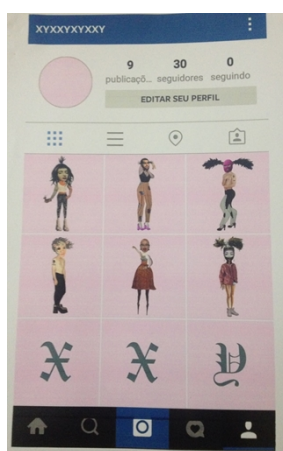 XYXXYXYXXY
9 30 0
publicaçõ... seguidores seguindo
EDITAR SEU PERFIL
X X Y